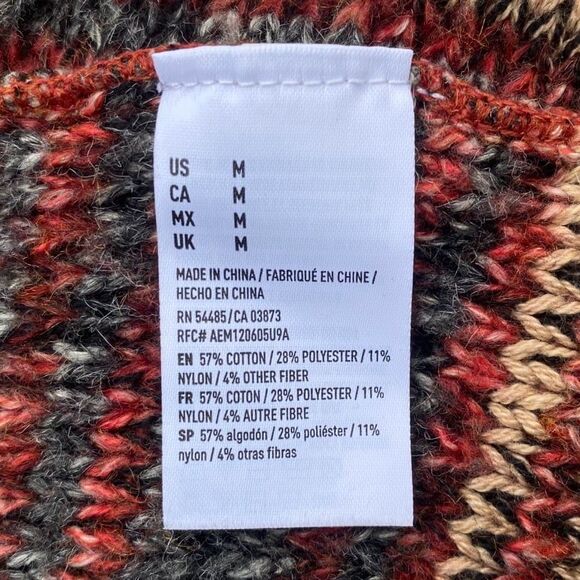 US M
CA M
MX M
UK M
MADE IN CHINA / FABRIQUÉ EN CHINE /
HECHO EN CHINA
RN 54485/CA 03873
RFC# AEM120605U9A
EN 57% COTTON / 28% POLYESTER / 11%
NYLON / 4% OTHER FIBER
FR 57% COTON / 28% POLYESTER / 11%
NYLON / 4% AUTRE FIBRE
SP 57% algodón / 28% poliéster / 11%
nylon / 4% otras fibras